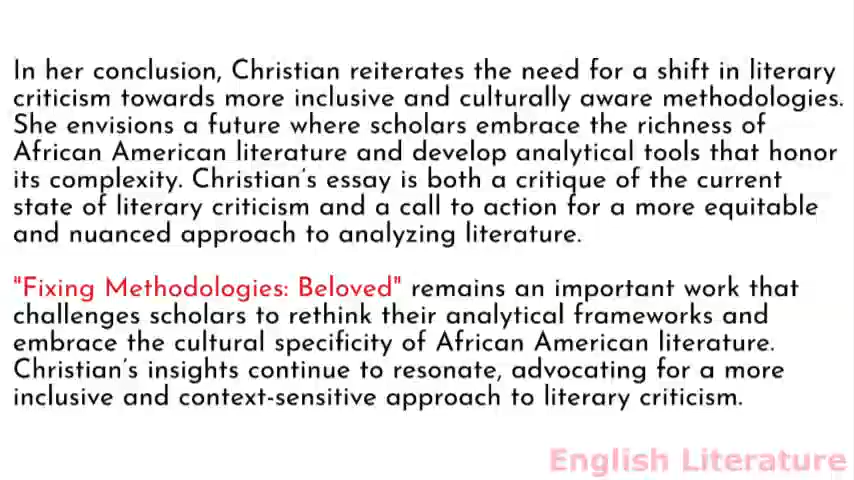 In her conclusion, Christian reiterates the need for a shift in literary
criticism towards more inclusive and culturally aware methodologies.
She envisions a future where scholars embrace the richness of
African American literature and develop analytical tools that honor
its complexity. Christian's essay is both a critique of the current
state of literary criticism and a call to action for a more equitable
and nuanced approach to analyzing literature.
"Fixing Methodologies: Beloved" remains an important work that
challenges scholars to rethink their analytical frameworks and
embrace the cultural specificity of African American literature.
Christian's insights continue to resonate, advocating for a more
inclusive and context-sensitive approach to literary criticism.
English Literature